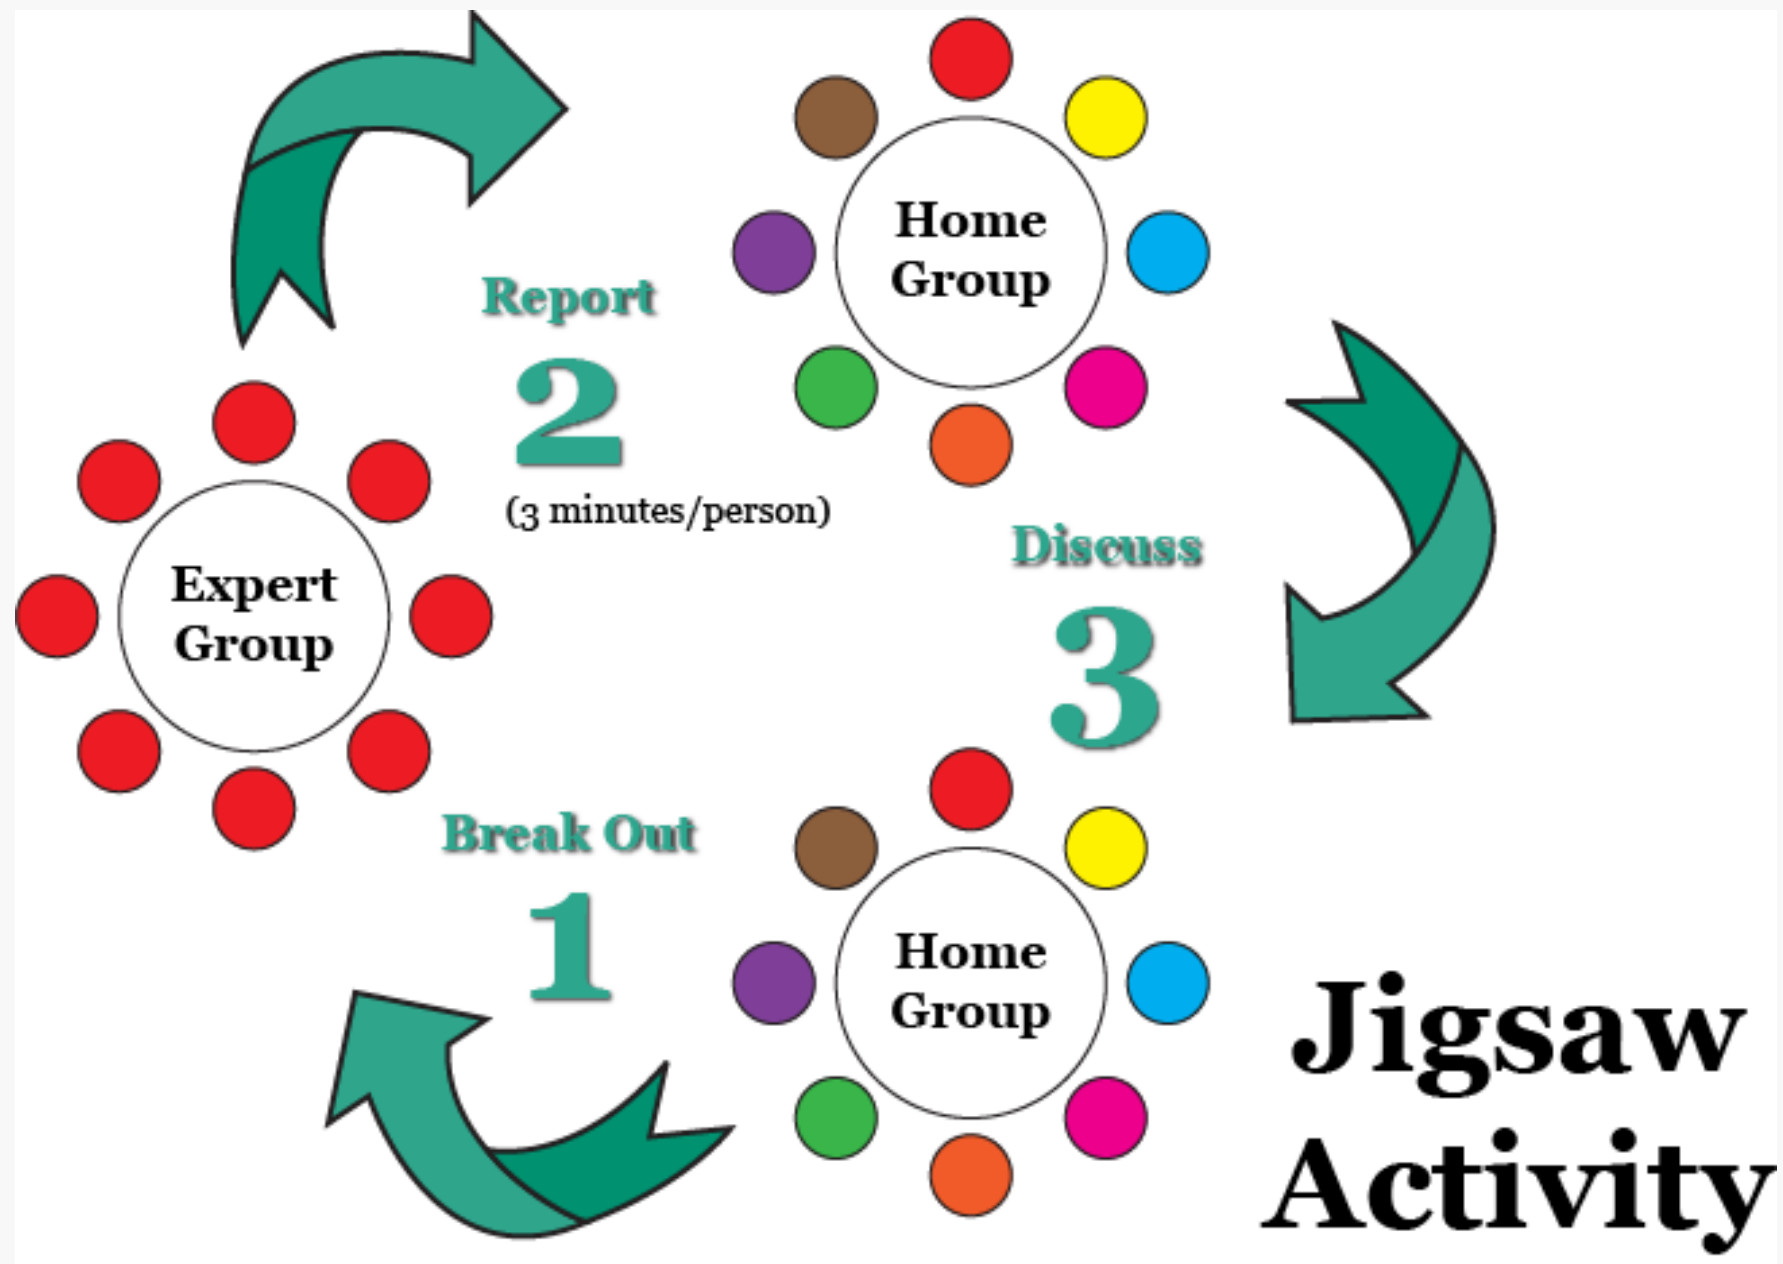 Home
Group
Report
2
(3 minutes/person)
Expert
Group
Discuss
3
Break Out
1
Home
Group
Jigsaw
Activity